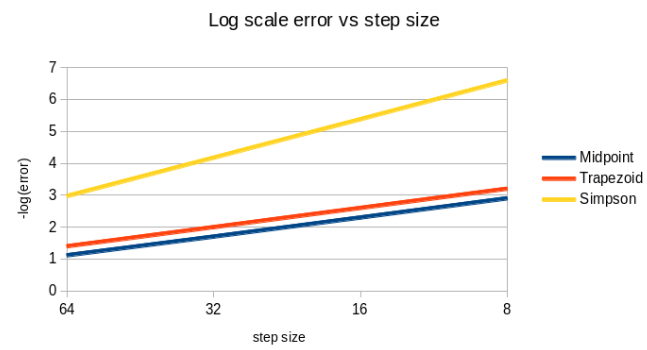 Log scale error vs step size
7
6
5
4
3
2
1
0
-log(error)
64 32 16 8
step size
Midpoint
Trapezoid
Simpson